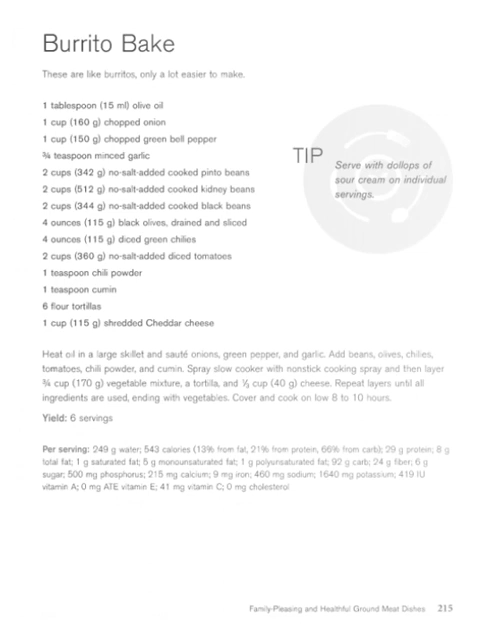 Burrito Bake
These are like burritos, only a lot easier to make.
1 tablespoon (15 ml) olive oil
1 cup (160 g) chopped onion
1 cup (150 g) chopped green bell pepper
¾ teaspoon minced garlic
2 cups (342 g) no-salt-added cooked pinto beans
2 cups (512 g) no-salt-added cooked kidney beans
2 cups (344 g) no-salt-added cooked black beans
4 ounces (115 g) black olives, drained and sliced
4 ounces (115 g) diced green chilies
2 cups (360 g) no-salt-added diced tomatoes
1 teaspoon chili powder
1 teaspoon cumin
6 flour tortillas
1 cup (115 g) shredded Cheddar cheese
TIP
Serve with dollops of
sour cream on individual
servings.
Heat oil in a large skillet and sauté onions, green pepper, and garlic. Add beans, olives, chilies,
tomatoes, chili powder, and cumin. Spray slow cooker with nonstick cooking spray and then layer
¾ cup (170 g) vegetable mixture, a tortilla, and ⅓ cup (40 g) cheese. Repeat layers until all
ingredients are used, ending with vegetables. Cover and cook on low 8 to 10 hours.
Yield: 6 servings
Per serving: 249 g water; 543 calories (13% from fat, 21% from protein, 66% from carb); 29 g protein; 8 g
total fat; 1 g saturated fat; 5 g monounsaturated fat; 1 g polyunsaturated fat; 92 g carb; 24 g fiber; 6 g
sugar; 500 mg phosphorus; 215 mg calcium; 9 mg iron; 460 mg sodium; 1640 mg potassium; 419 IU
vitamin A; 0 mg ATE vitamin E; 41 mg vitamin C; 0 mg cholesterol
Family-Pleasing and Healthful Ground Meat Dishes 215